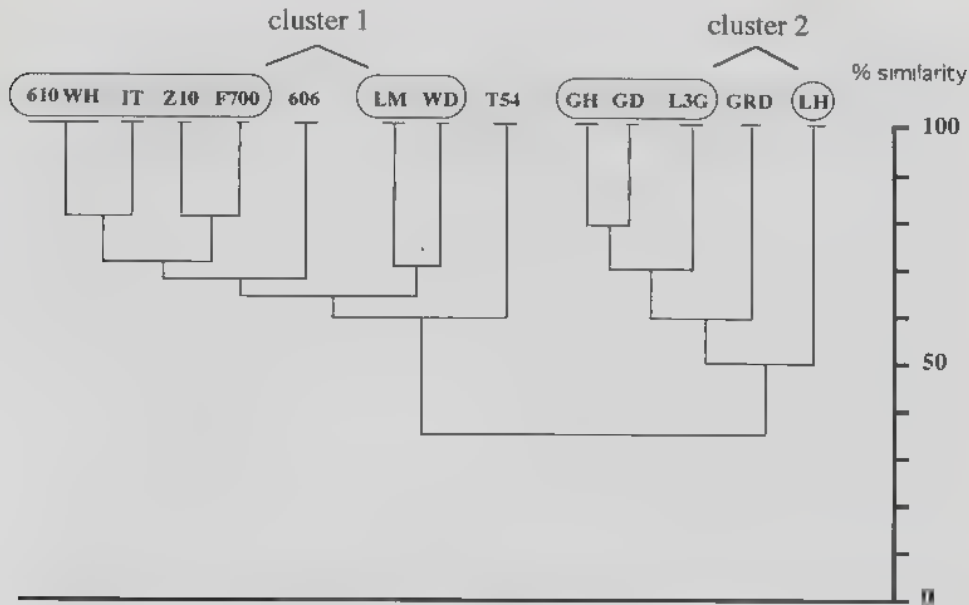 cluster 1
cluster 2
% similarity
610 WH IT Z10 F700 606 LM WD T54 GH GD L3G GRD LH
100
50
0